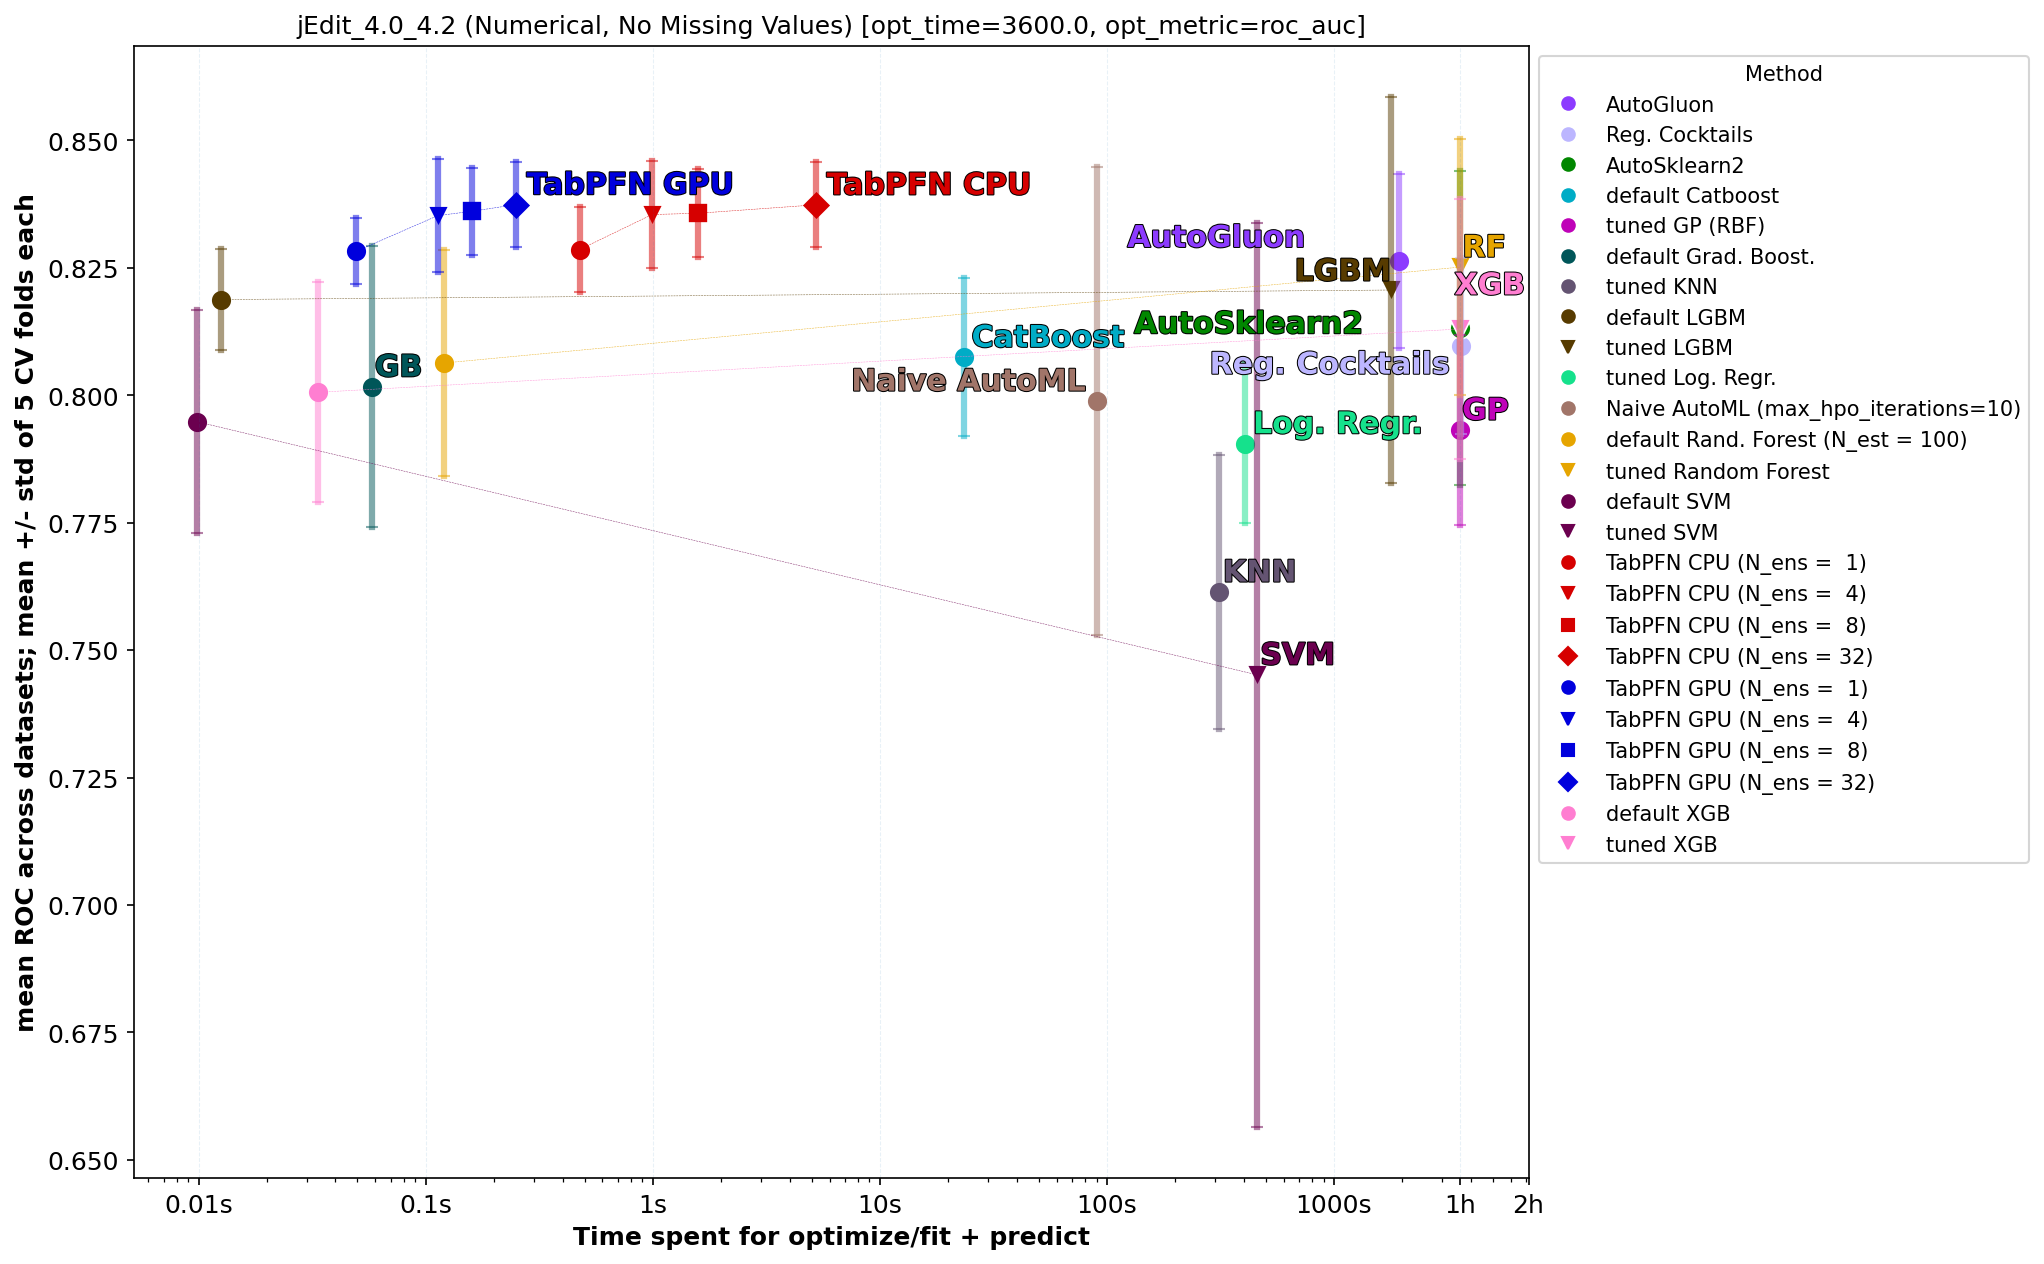 jEdit_4.0_4.2 (Numerical, No Missing Values) [opt_time=3600.0, opt_metric=roc_auc]
mean ROC across datasets; mean +/- std of 5 CV folds each
0.850
0.825
0.800
0.775
0.750
0.725
0.700
0.675
0.650
TabPFN GPU
TabPFN CPU
AutoGluon
RF
LGBM
XGB
AutoSklearn2
CatBoost
GB
Reg. Cocktails
Naive AutoML
GP
Log. Regr.
KNN
SVM
0.01s
0.1s
1s
10s
100s
1000s
1h
2h
Time spent for optimize/fit + predict
Method
AutoGluon
Reg. Cocktails
AutoSklearn2
default Catboost
tuned GP (RBF)
default Grad. Boost.
tuned KNN
default LGBM
tuned LGBM
tuned Log. Regr.
Naive AutoML (max_hpo_iterations=10)
default Rand. Forest (N_est = 100)
tuned Random Forest
default SVM
tuned SVM
TabPFN CPU (N_ens =  1)
TabPFN CPU (N_ens =  4)
TabPFN CPU (N_ens =  8)
TabPFN CPU (N_ens = 32)
TabPFN GPU (N_ens =  1)
TabPFN GPU (N_ens =  4)
TabPFN GPU (N_ens =  8)
TabPFN GPU (N_ens = 32)
default XGB
tuned XGB